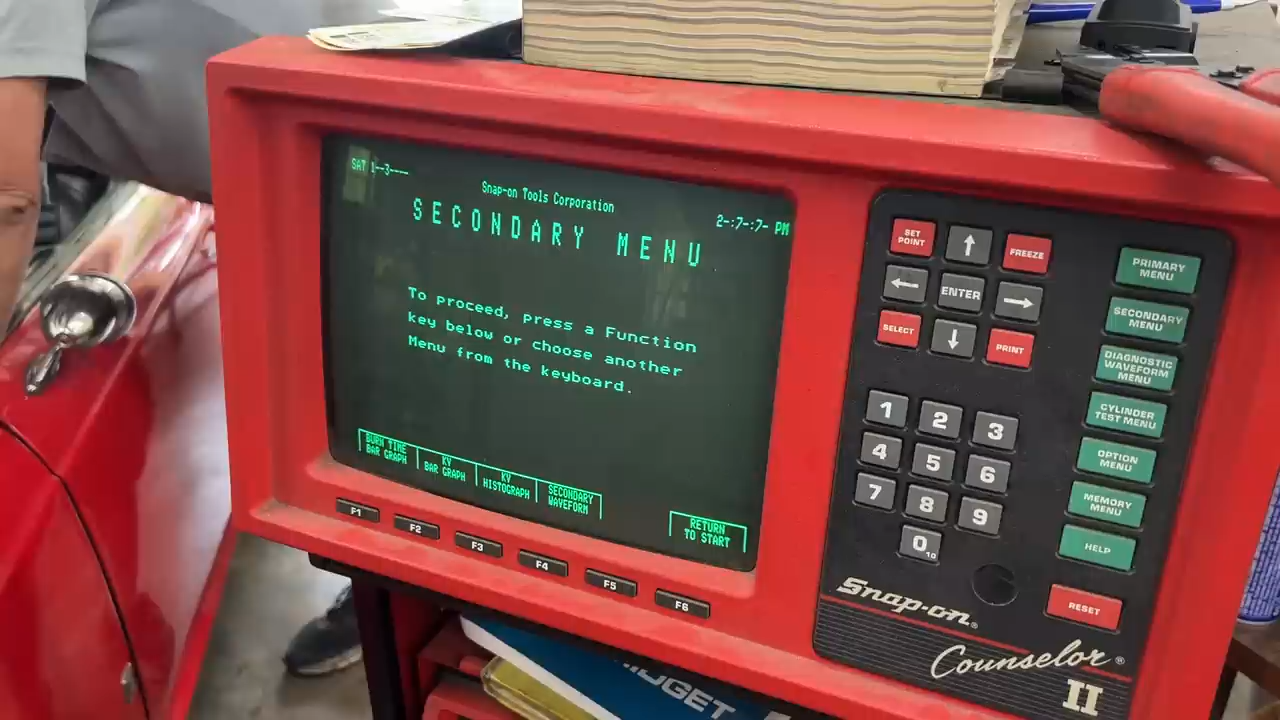 SAT 1--3----
Snap-on Tools Corporation
2-:7-:7- PM
SECONDARY MENU
To proceed, press a Function
key below or choose another
Menu from the keyboard.
BURN TIME
BAR GRAPH
KV
BAR GRAPH
KV
HISTOGRAPH
SECONDARY
WAVEFORM
RETURN
TO START
F1
F2
F3
F4
F5
F6
SET
POINT
↑
FREEZE
←
ENTER
→
SELECT
↓
PRINT
1
2
3
4
5
6
7
8
9
0
10
PRIMARY
MENU
SECONDARY
MENU
DIAGNOSTIC
WAVEFORM
MENU
CYLINDER
TEST MENU
OPTION
MENU
MEMORY
MENU
HELP
RESET
Snap-on®
Counselor®
II
IDGET